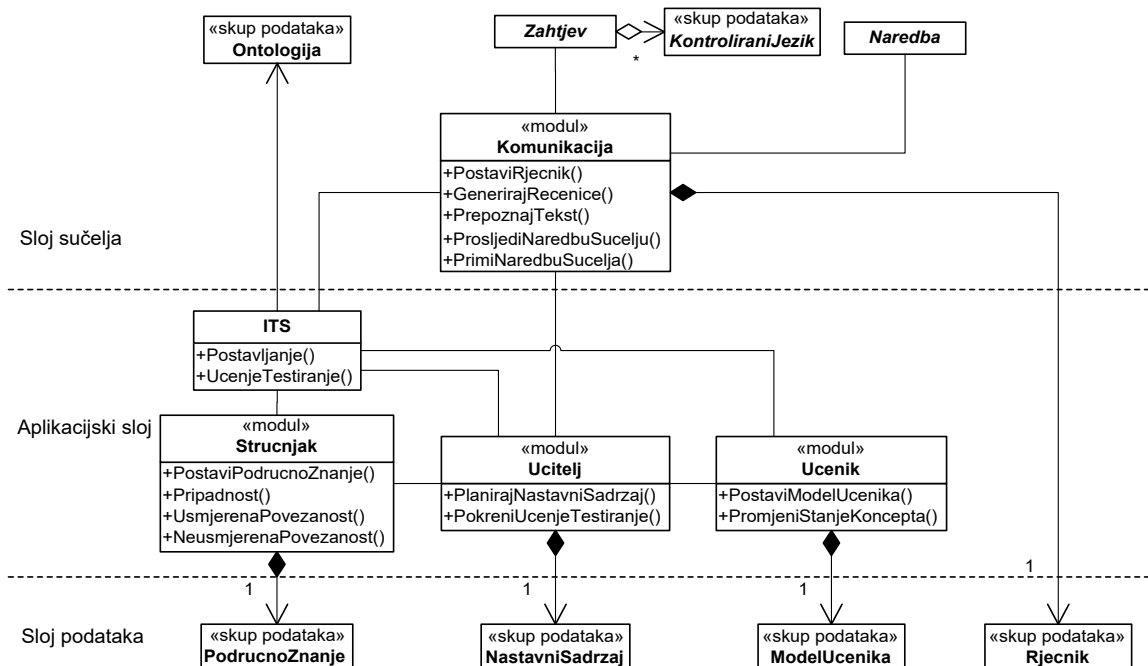 «skup podataka»
Ontologija
Zahtjev
*
«skup podataka»
KontroliraniJezik
Naredba
«modul»
Komunikacija
+PostaviRjecnik()
+GenerirajRecenice()
+PrepoznajTekst()
+ProsljediNaredbuSucelju()
+PrimiNaredbuSucelja()
Sloj sučelja
ITS
+Postavljanje()
+UcenjeTestiranje()
Aplikacijski sloj
«modul»
Strucnjak
+PostaviPodrucnoZnanje()
+Pripadnost()
+UsmjerenaPovezanost()
+NeusmjerenaPovezanost()
«modul»
Ucitelj
+PlanirajNastavniSadrzaj()
+PokreniUcenjeTestiranje()
«modul»
Ucenik
+PostaviModelUcenika()
+PromjeniStanjeKoncepta()
1
1
1
1
Sloj podataka
«skup podataka»
PodrucnoZnanje
«skup podataka»
NastavniSadrzaj
«skup podataka»
ModelUcenika
«skup podataka»
Rjecnik